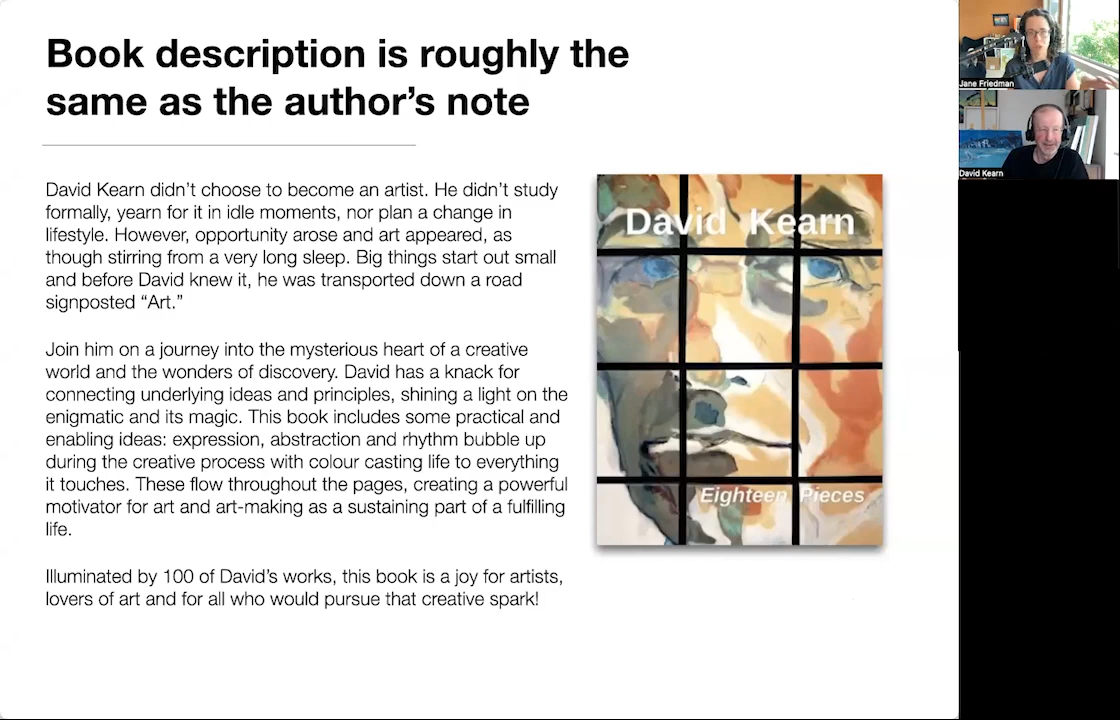 Book description is roughly the
same as the author’s note
David Kearn didn’t choose to become an artist. He didn’t study
formally, yearn for it in idle moments, nor plan a change in
lifestyle. However, opportunity arose and art appeared, as
though stirring from a very long sleep. Big things start out small
and before David knew it, he was transported down a road
signposted “Art.”
Join him on a journey into the mysterious heart of a creative
world and the wonders of discovery. David has a knack for
connecting underlying ideas and principles, shining a light on the
enigmatic and its magic. This book includes some practical and
enabling ideas: expression, abstraction and rhythm bubble up
during the creative process with colour casting life to everything
it touches. These flow throughout the pages, creating a powerful
motivator for art and art-making as a sustaining part of a fulfilling
life.
Illuminated by 100 of David’s works, this book is a joy for artists,
lovers of art and for all who would pursue that creative spark!
David Kearn
Eighteen Pieces
Jane Friedman
David Kearn